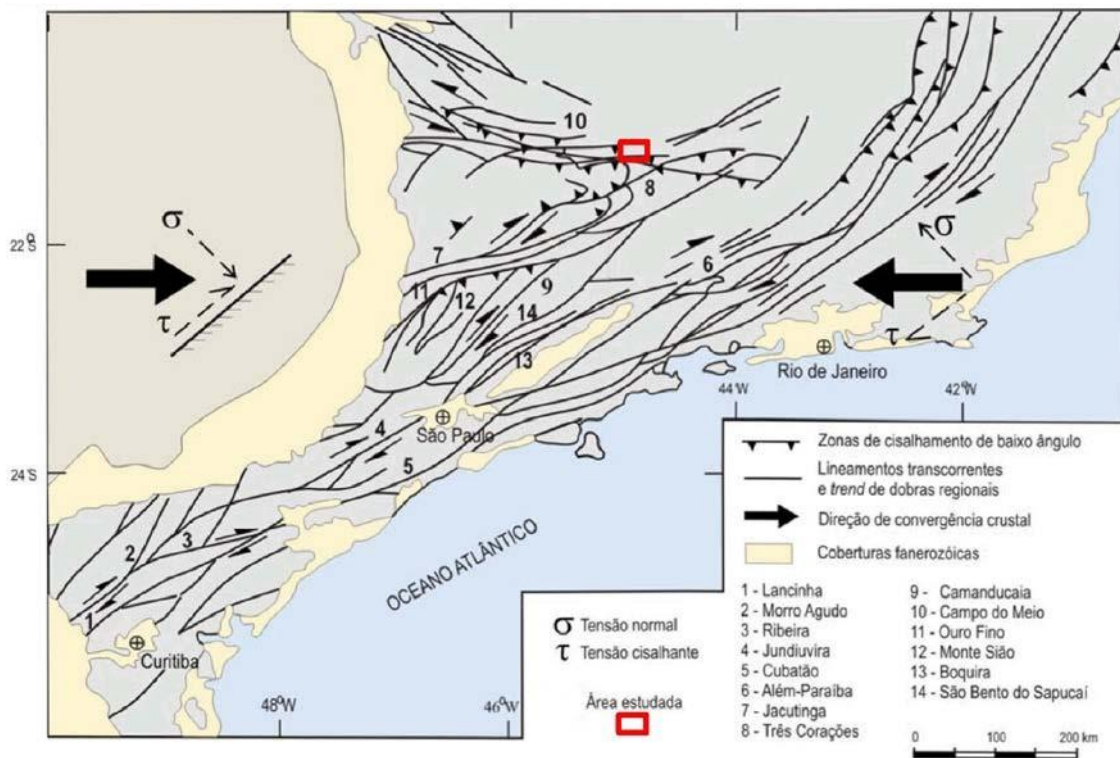 10
8
22°S
σ
τ
7
11
12
9
14
13
6
σ
τ
Rio de Janeiro
44°W
42°W
São Paulo
4
5
24°S
3
2
1
Curitiba
OCEANO ATLÂNTICO
48°W
46°W
Zonas de cisalhamento de baixo ângulo
Lineamentos transcorrentes
e trend de dobras regionais
Direção de convergência crustal
Coberturas fanerozóicas
σ Tensão normal
τ Tensão cisalhante
Área estudada
1 - Lancinha
2 - Morro Agudo
3 - Ribeira
4 - Jundiuvira
5 - Cubatão
6 - Além-Paraíba
7 - Jacutinga
8 - Três Corações
9 - Camanducaia
10 - Campo do Meio
11 - Ouro Fino
12 - Monte Sião
13 - Boquira
14 - São Bento do Sapucaí
0 100 200 km